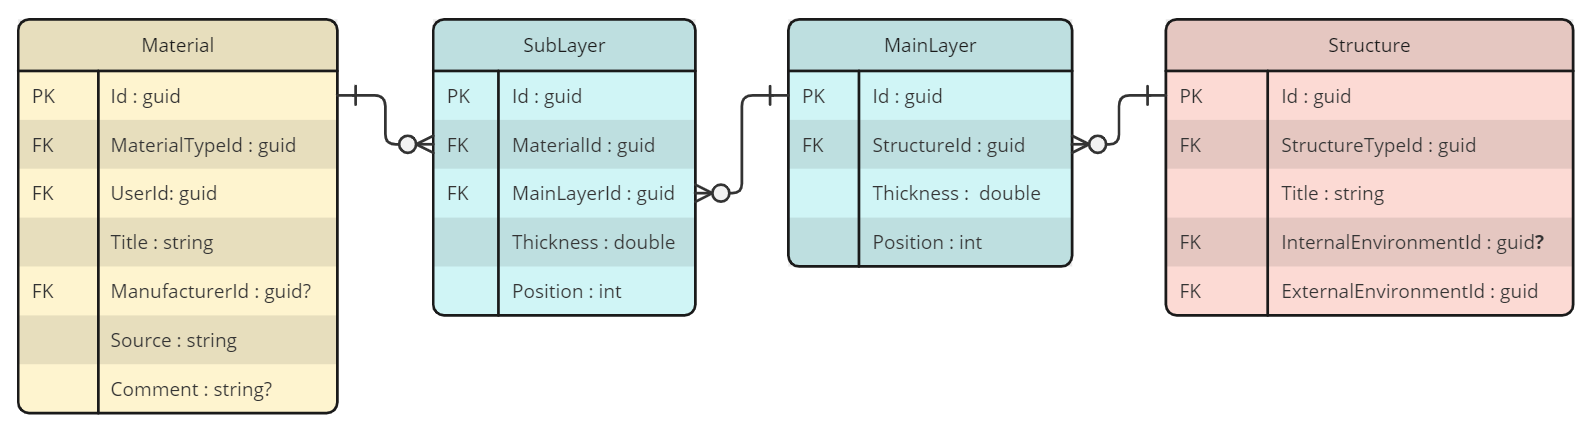 Material
PK Id : guid
FK MaterialTypeId : guid
FK UserId: guid
Title : string
FK ManufacturerId : guid?
Source : string
Comment : string?
SubLayer
PK Id : guid
FK MaterialId : guid
FK MainLayerId : guid
Thickness : double
Position : int
MainLayer
PK Id : guid
FK StructureId : guid
Thickness :  double
Position : int
Structure
PK Id : guid
FK StructureTypeId : guid
Title : string
FK InternalEnvironmentId : guid?
FK ExternalEnvironmentId : guid